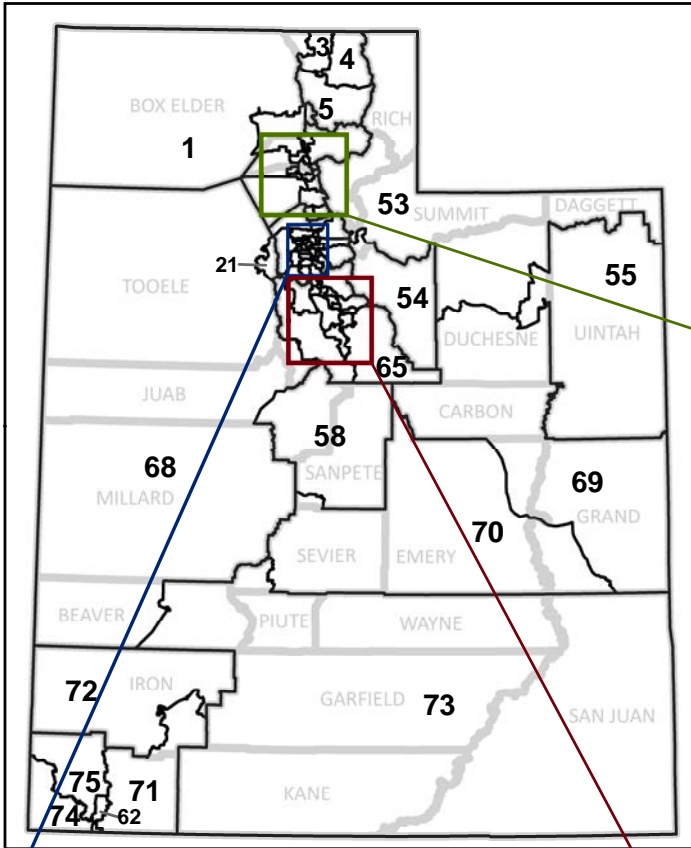 3
4
BOX ELDER
5
RICH
1
53
SUMMIT
DAGGETT
21
55
TOOELE
54
UINTAH
DUCHESNE
65
JUAB
CARBON
58
68
SANPETE
69
MILLARD
GRAND
70
SEVIER
EMERY
BEAVER
PIUTE
WAYNE
72
IRON
GARFIELD
73
SAN JUAN
75
71
KANE
74
62